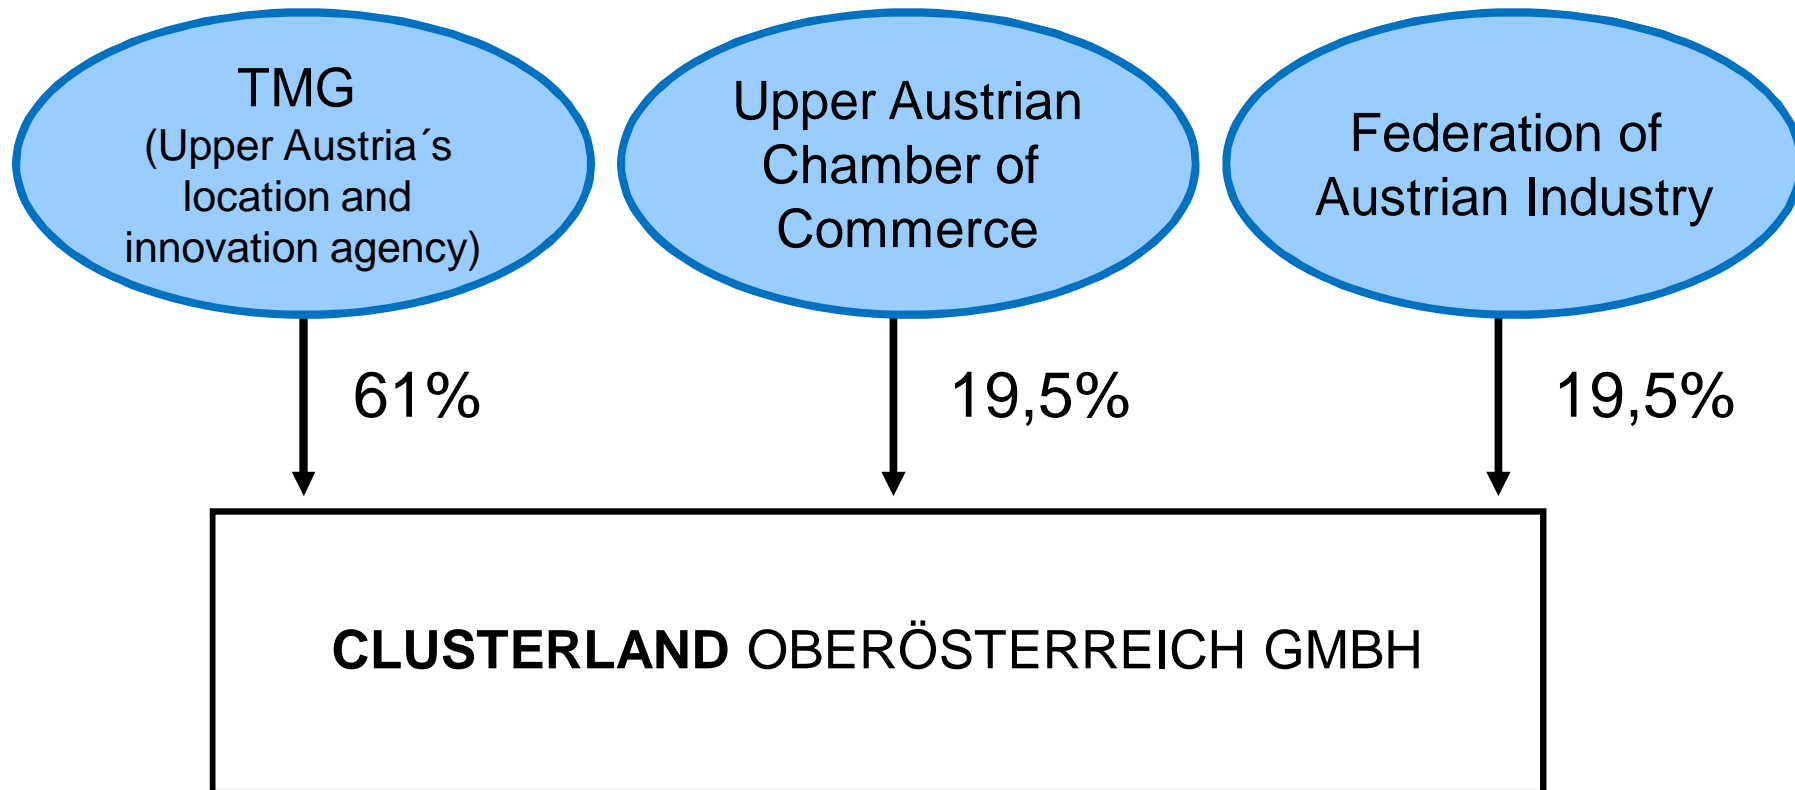 TMG
(Upper Austria´s
location and
innovation agency)
Upper Austrian
Chamber of
Commerce
Federation of
Austrian Industry
61%
19,5%
19,5%
CLUSTERLAND OBERÖSTERREICH GMBH